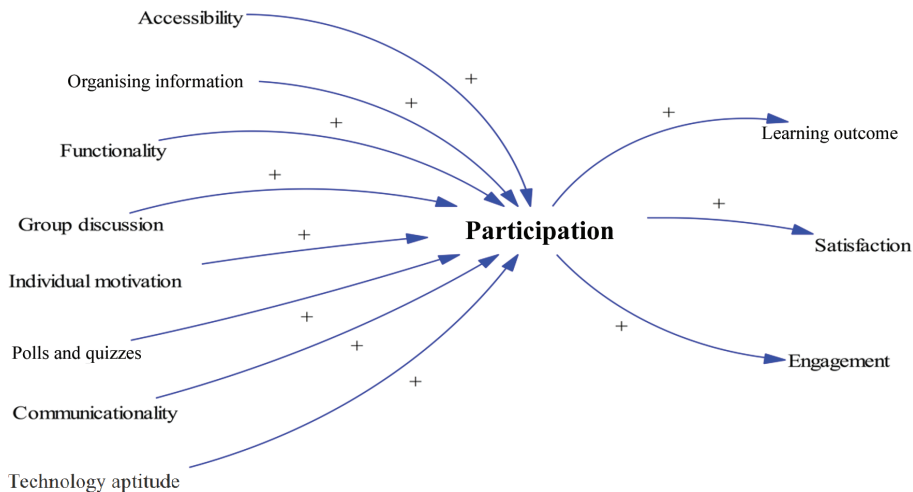 Accessibility
Organising information
Functionality
Group discussion
Individual motivation
Polls and quizzes
Communicationality
Technology aptitude
+
+
+
+
+
+
+
+
Participation
+
+
+
Learning outcome
Satisfaction
Engagement